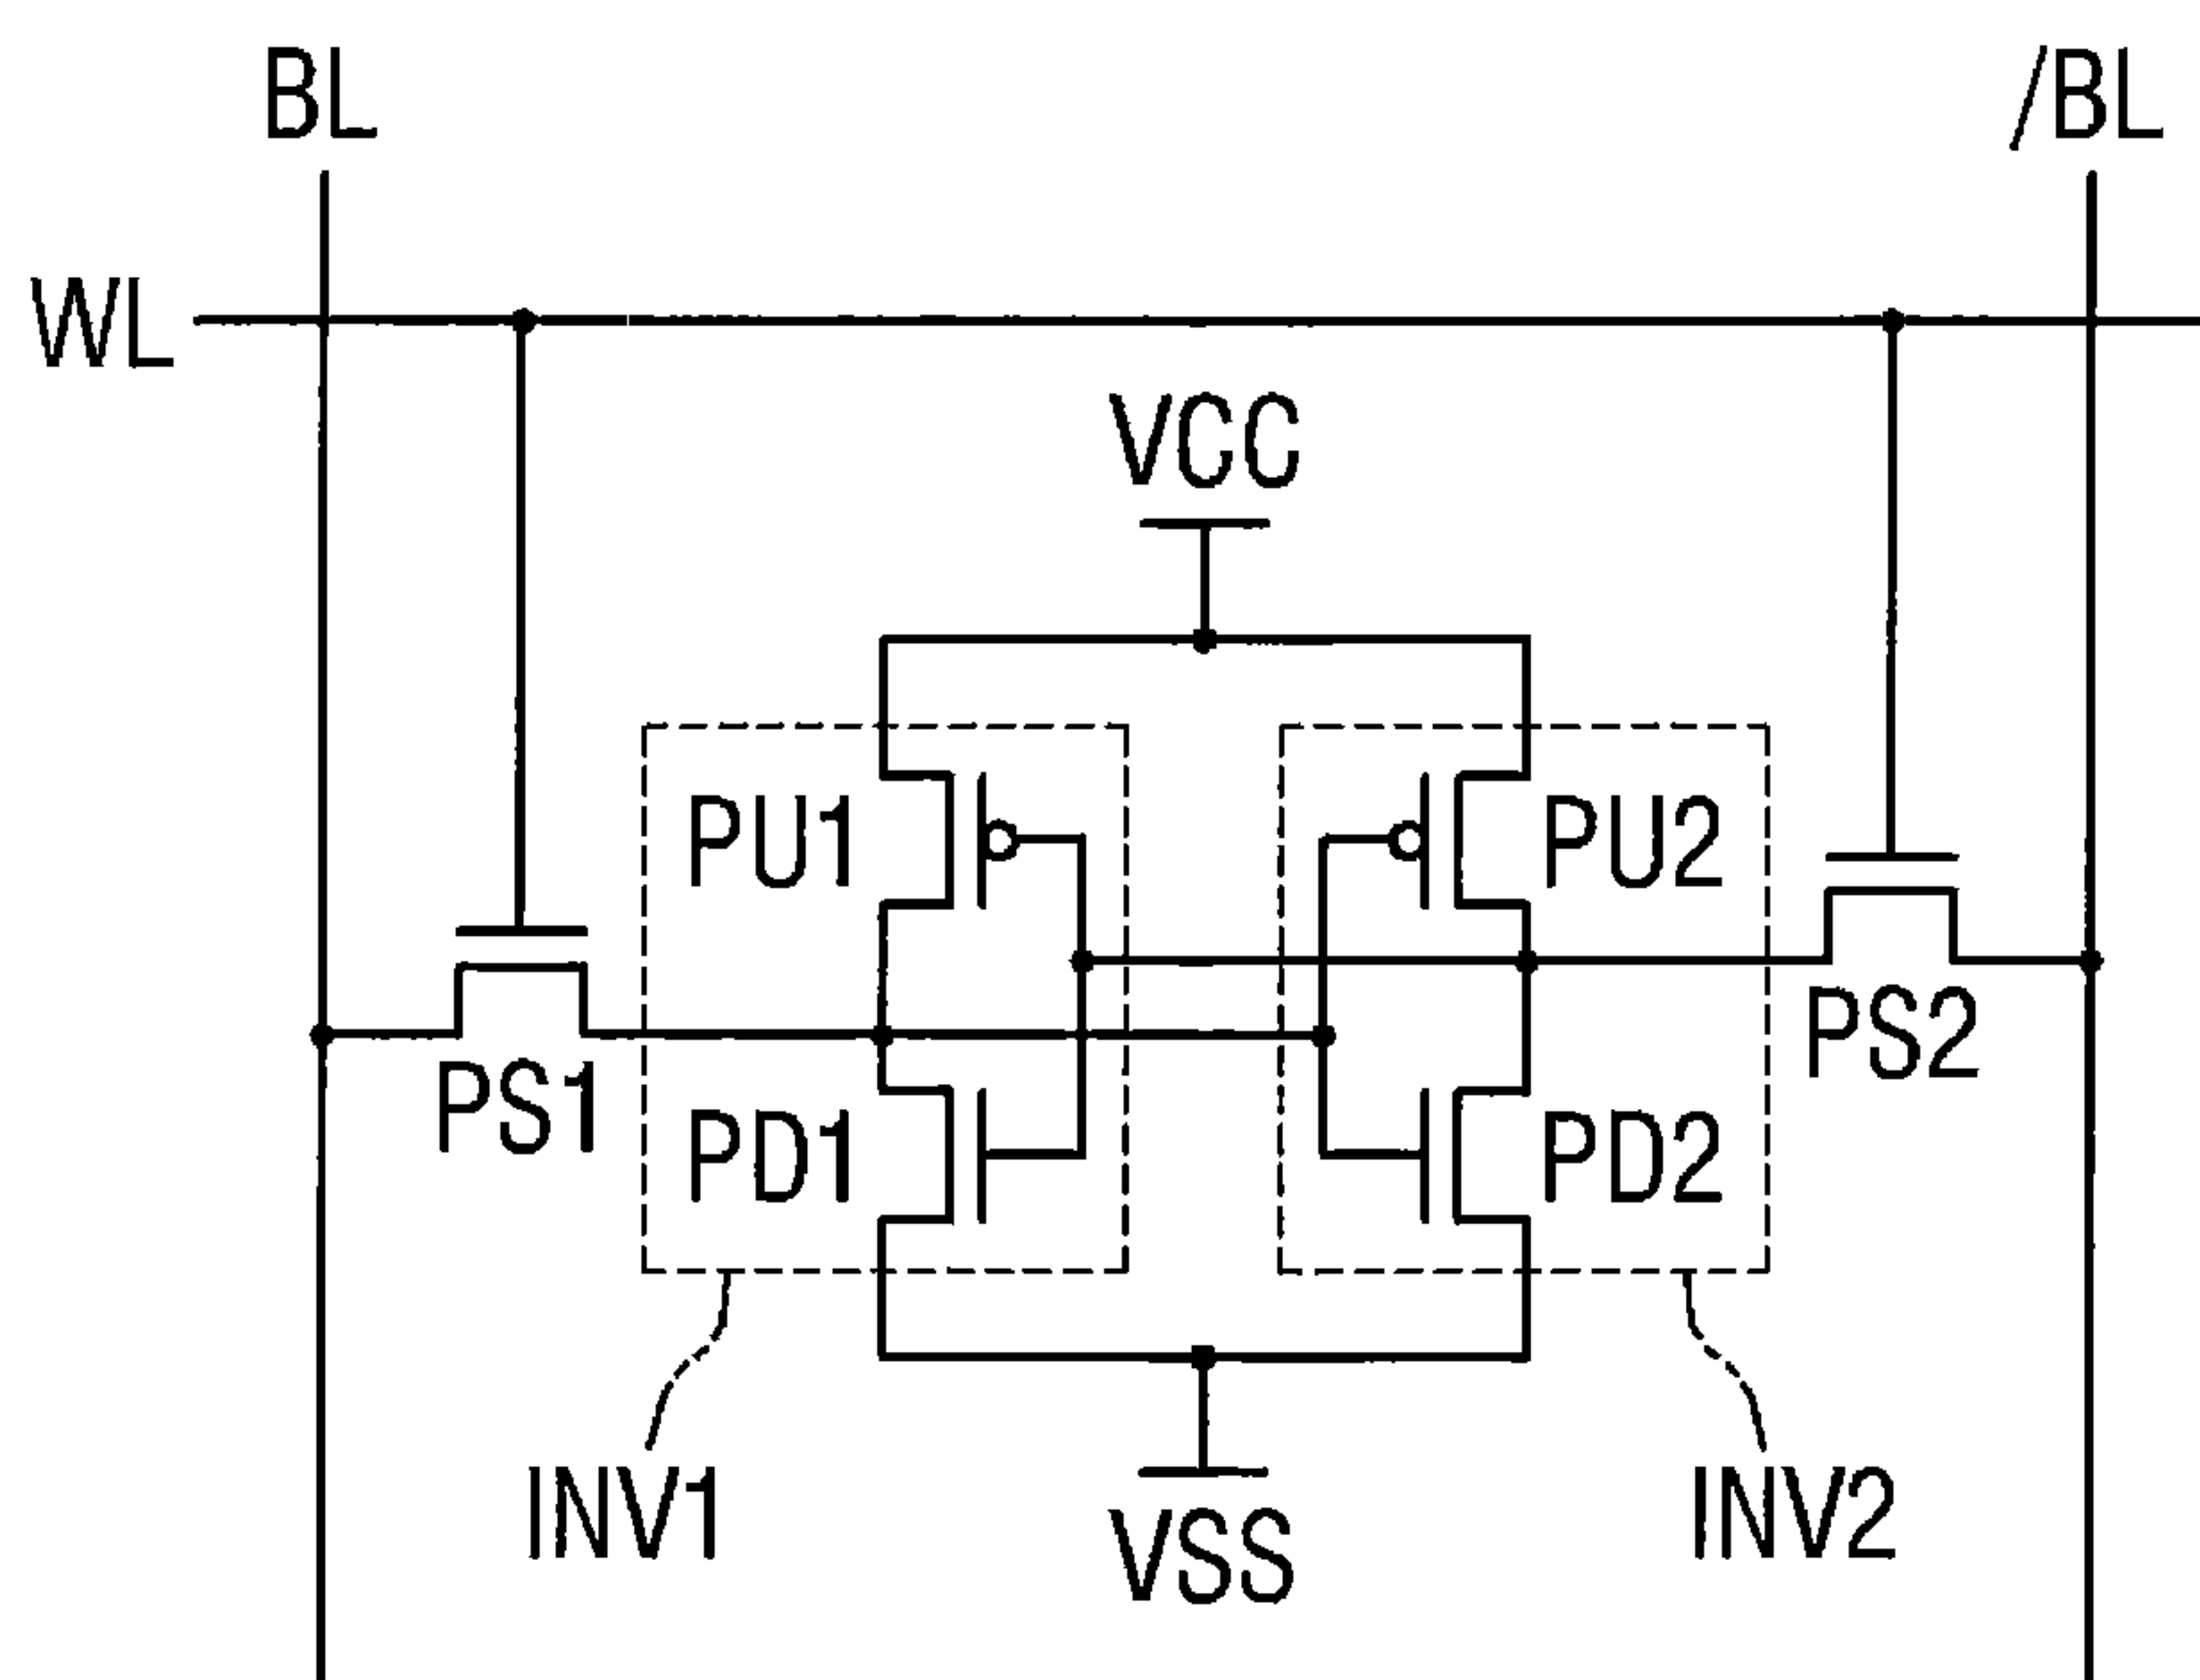 BL
/BL
WL
VCC
PU1
PU2
PS1
PS2
PD1
PD2
INV1
INV2
VSS